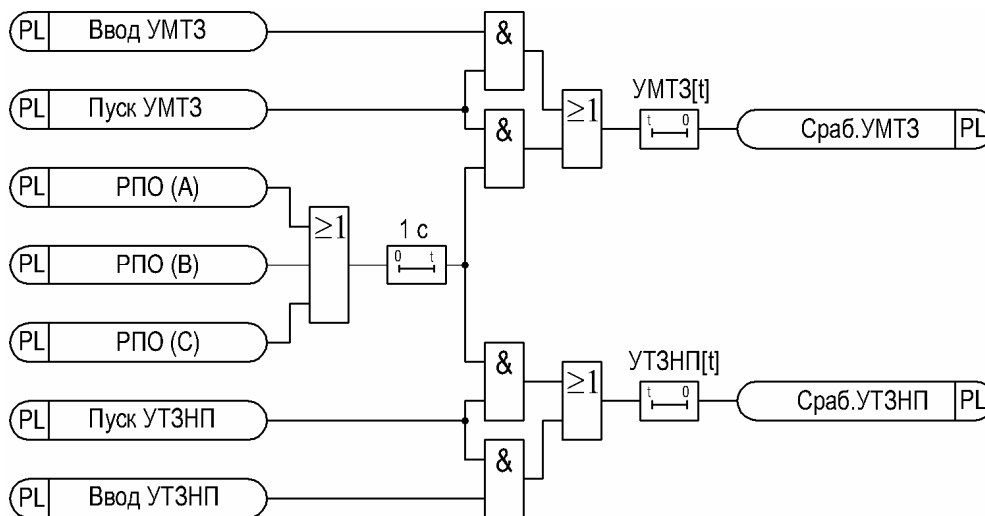 PL Ввод УМТЗ
&
Пуск УМТЗ PL
УМТЗ[t]
≥1
t 0
Сраб.УМТЗ PL
&
PL РПО (A)
≥1
1 с
0 t
PL РПО (B)
PL РПО (C)
&
УТЗНП[t]
≥1
t 0
Сраб.УТЗНП PL
PL Пуск УТЗНП
&
PL Ввод УТЗНП